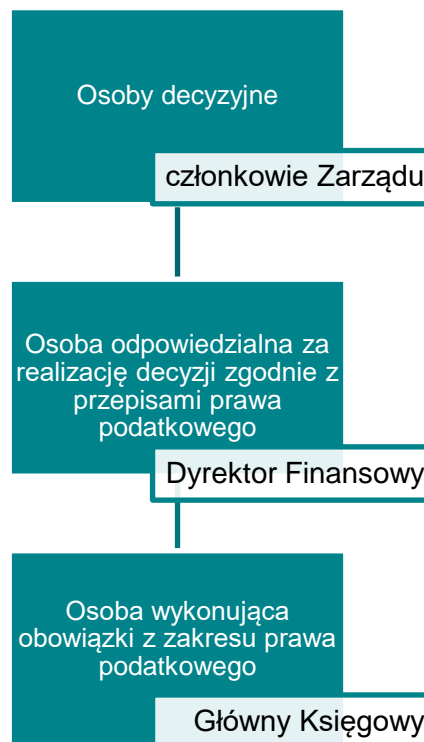 Osoby decyzyjne
członkowie Zarządu
Osoba odpowiedzialna za
realizację decyzji zgodnie z
przepisami prawa
podatkowego
Dyrektor Finansowy
Osoba wykonująca
obowiązki z zakresu prawa
podatkowego
Główny Księgowy